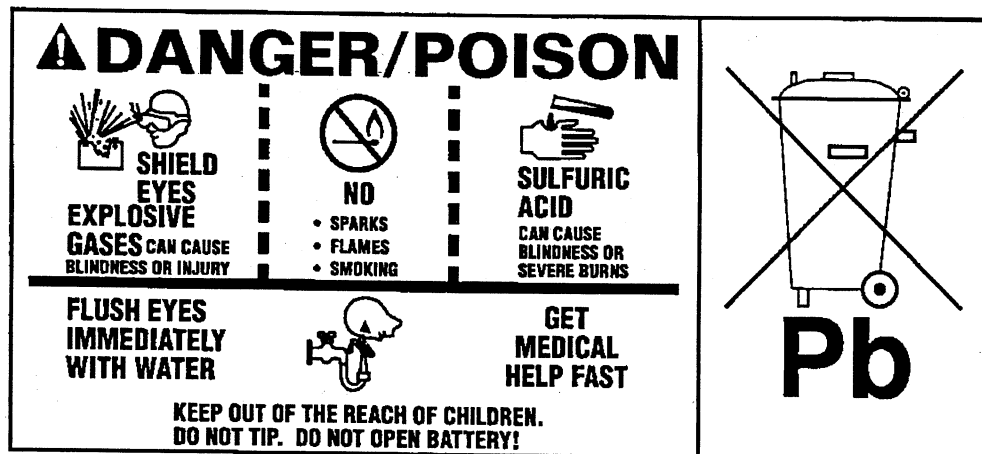 DANGER/POISON
SHIELD
EYES
EXPLOSIVE
GASES CAN CAUSE
BLINDNESS OR INJURY
NO
• SPARKS
• FLAMES
• SMOKING
SULFURIC
ACID
CAN CAUSE
BLINDNESS OR
SEVERE BURNS
FLUSH EYES
IMMEDIATELY
WITH WATER
GET
MEDICAL
HELP FAST
KEEP OUT OF THE REACH OF CHILDREN.
DO NOT TIP. DO NOT OPEN BATTERY!
Pb